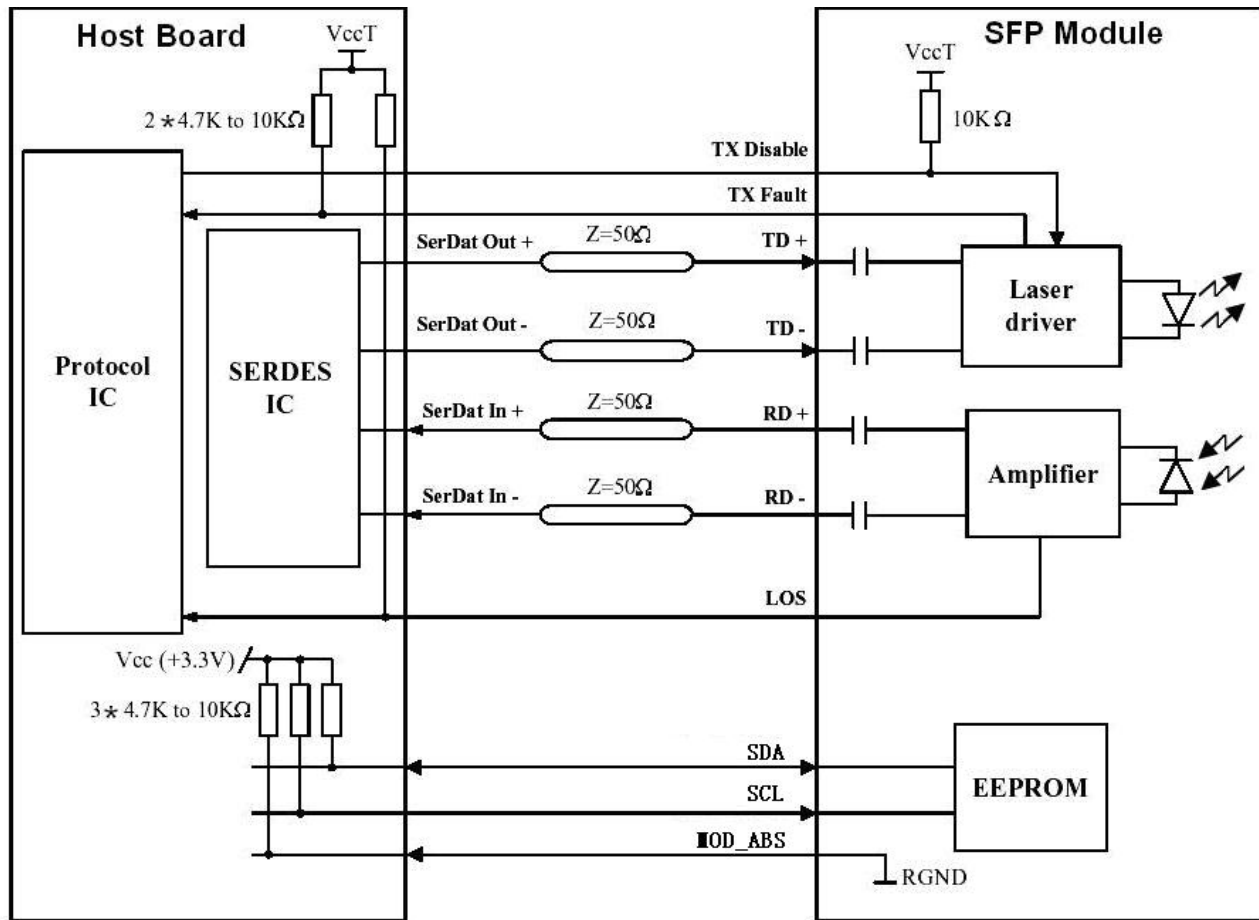 Host Board
SFP Module
VccT
VccT
2*4.7K to 10KΩ
10KΩ
TX Disable
TX Fault
SerDat Out +
Z=50Ω
TD +
Laser
driver
SerDat Out -
Z=50Ω
TD -
Protocol
IC
SERDES
IC
SerDat In +
Z=50Ω
RD +
Amplifier
SerDat In -
Z=50Ω
RD -
LOS
Vcc (+3.3V)
3*4.7K to 10KΩ
SDA
SCL
EEPROM
MOD_ABS
RGND